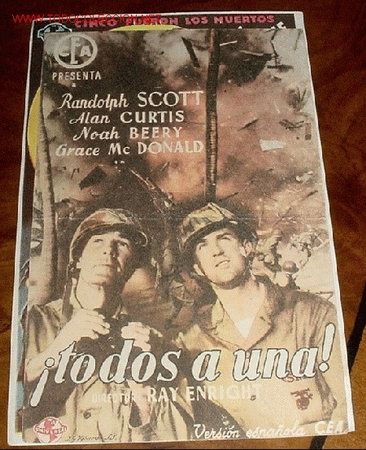 CINCO FUERON LOS MUERTOS
CEA
PRESENTA
a
Randolph SCOTT
Alan CURTIS
Noah BEERY
Grace Mc DONALD
¡todos a una!
DIRECTOR: RAY ENRIGHT
Versión española C.E.A.